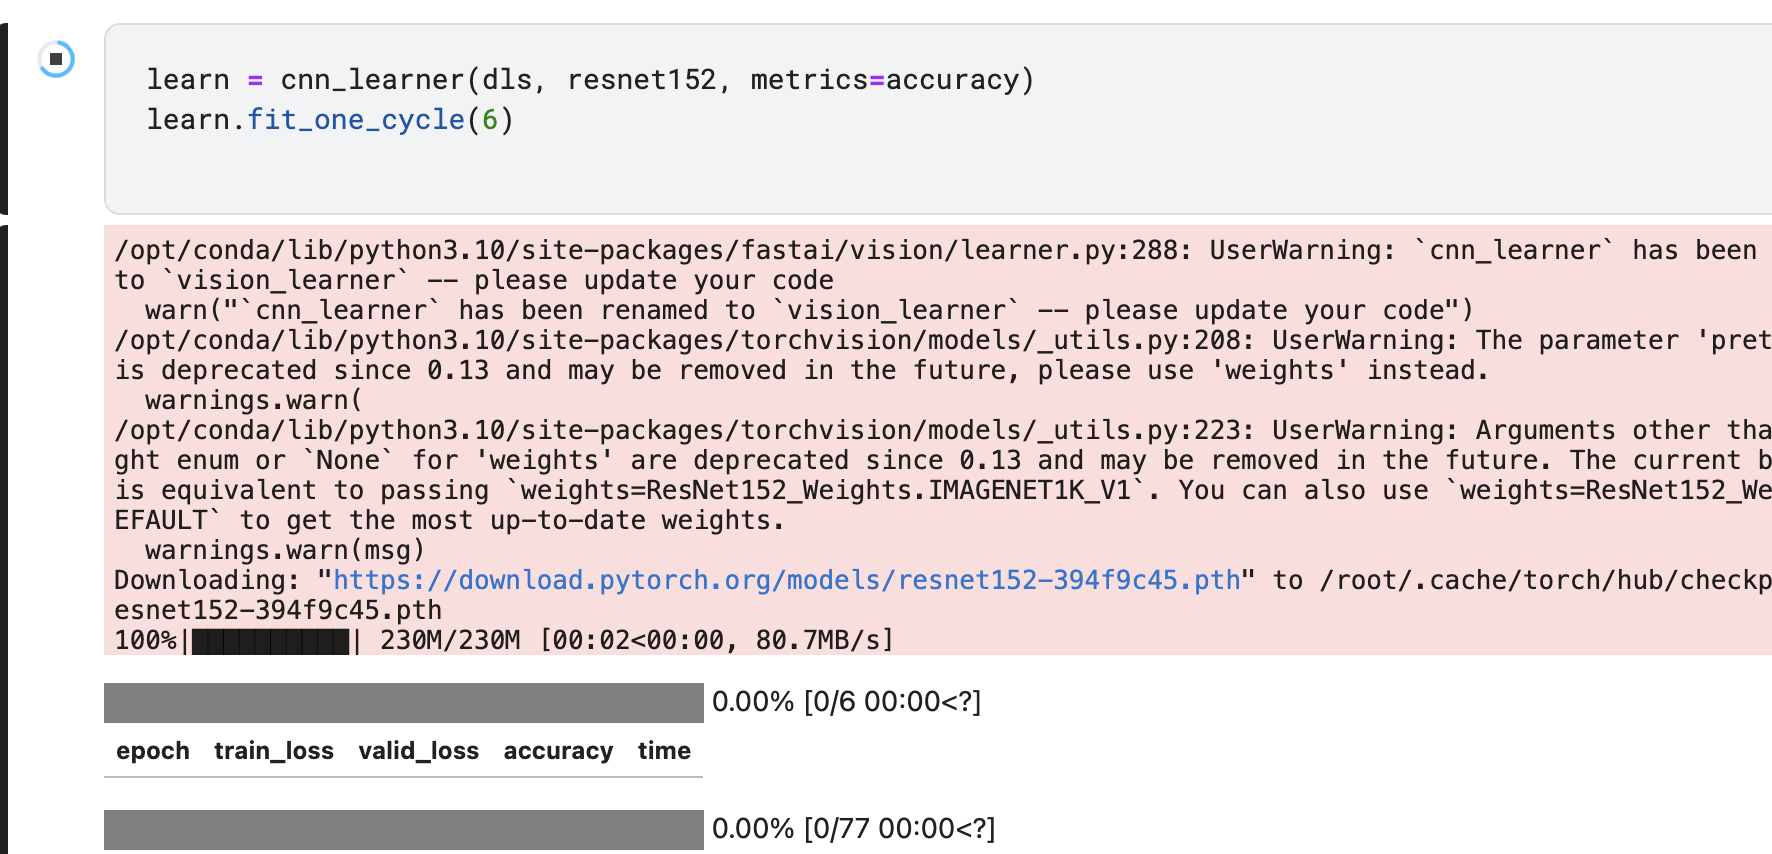 learn = cnn_learner(dls, resnet152, metrics=accuracy)
learn.fit_one_cycle(6)
/opt/conda/lib/python3.10/site-packages/fastai/vision/learner.py:288: UserWarning: `cnn_learner` has been
to `vision_learner` -- please update your code
  warn("`cnn_learner` has been renamed to `vision_learner` -- please update your code")
/opt/conda/lib/python3.10/site-packages/torchvision/models/_utils.py:208: UserWarning: The parameter 'pret
is deprecated since 0.13 and may be removed in the future, please use 'weights' instead.
  warnings.warn(
/opt/conda/lib/python3.10/site-packages/torchvision/models/_utils.py:223: UserWarning: Arguments other tha
ght enum or `None` for 'weights' are deprecated since 0.13 and may be removed in the future. The current b
is equivalent to passing `weights=ResNet152_Weights.IMAGENET1K_V1`. You can also use `weights=ResNet152_We
EFAULT` to get the most up-to-date weights.
  warnings.warn(msg)
Downloading: "https://download.pytorch.org/models/resnet152-394f9c45.pth" to /root/.cache/torch/hub/checkp
esnet152-394f9c45.pth
100%|██████████| 230M/230M [00:02<00:00, 80.7MB/s]
0.00% [0/6 00:00<?]
epoch train_loss valid_loss accuracy time
0.00% [0/77 00:00<?]